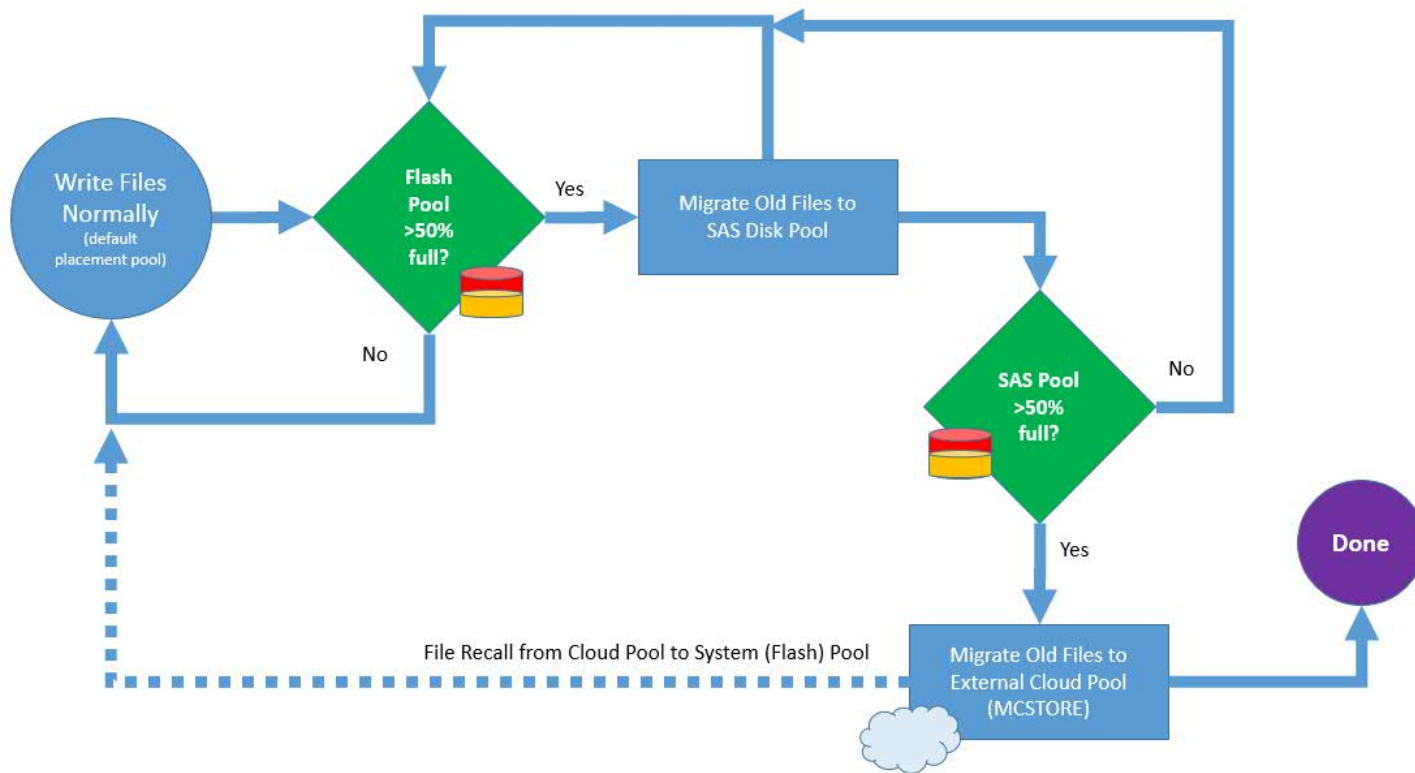 Write Files
Normally
(default
placement pool)
Flash
Pool
>50%
full?
Yes
No
Migrate Old Files to
SAS Disk Pool
SAS Pool
>50%
full?
No
Yes
Done
File Recall from Cloud Pool to System (Flash) Pool
Migrate Old Files to
External Cloud Pool
(MCSTORE)